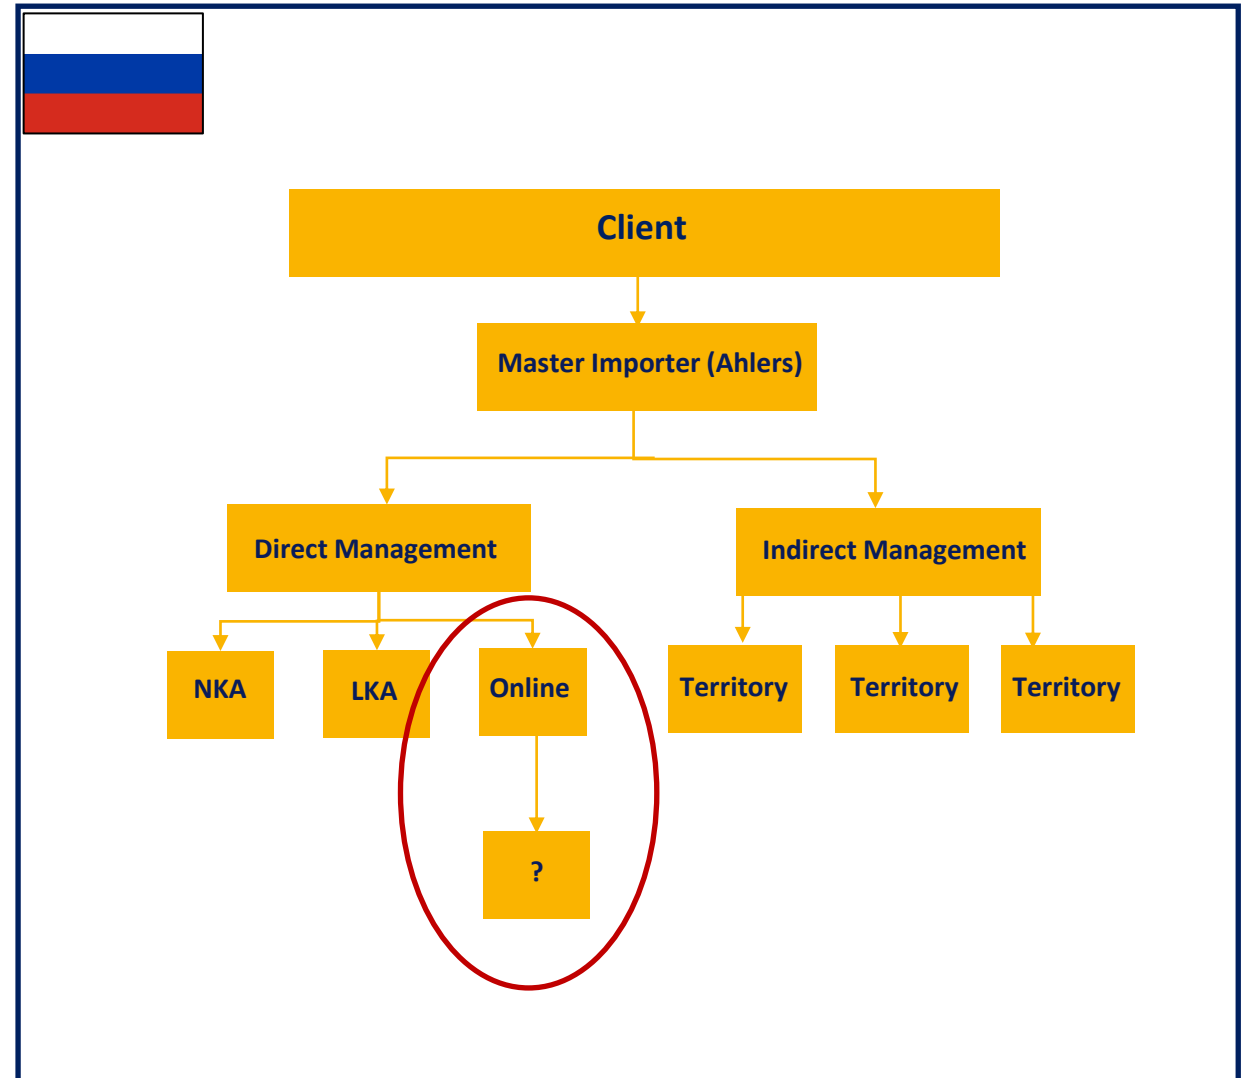 Client
Master Importer (Ahlers)
Direct Management
Indirect Management
NKA
LKA
Online
Territory
Territory
Territory
?